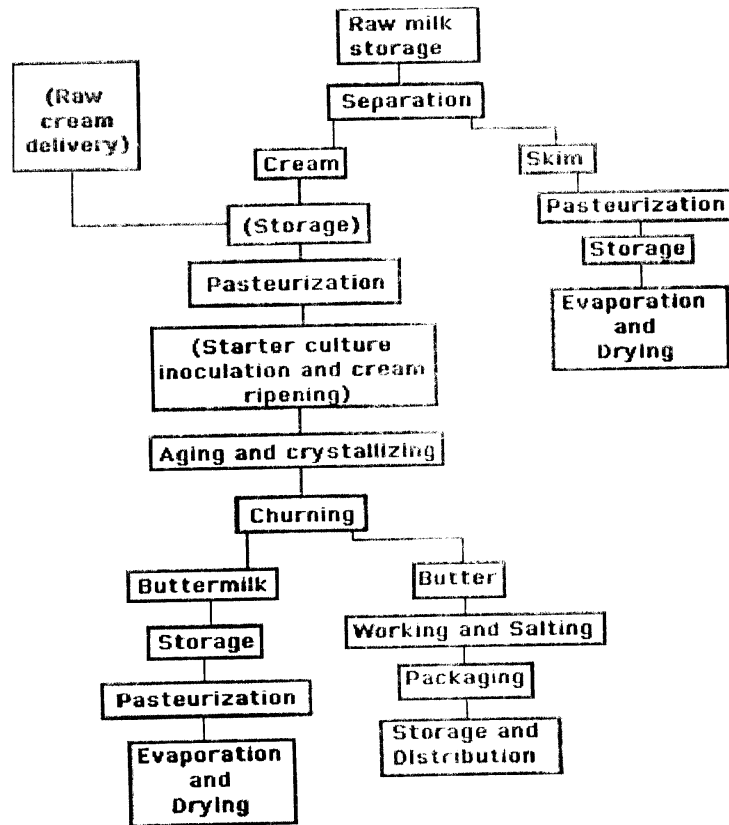 Raw milk
storage
Separation
(Raw
cream
delivery)
Cream
Skim
(Storage)
Pasteurization
Pasteurization
Storage
Evaporation
and
Drying
(Starter culture
inoculation and cream
ripening)
Aging and crystallizing
Churning
Buttermilk
Storage
Pasteurization
Evaporation
and
Drying
Butter
Working and Salting
Packaging
Storage and
Distribution